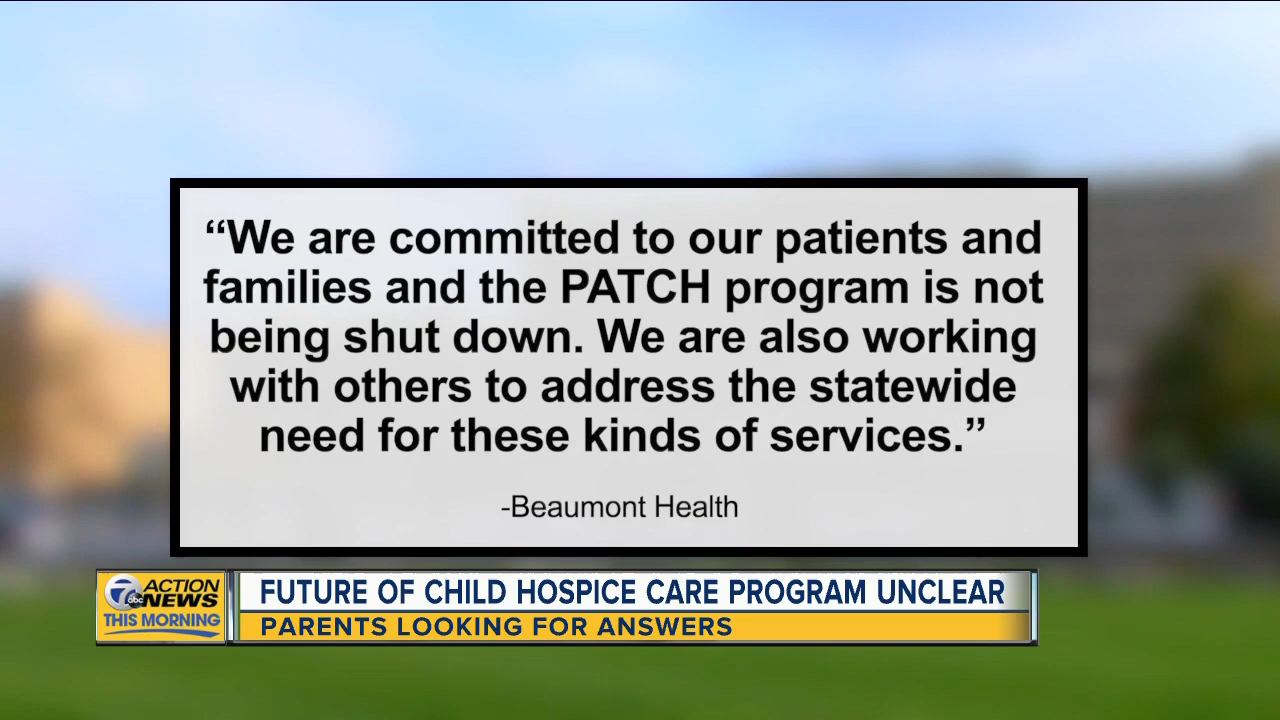 “We are committed to our patients and
families and the PATCH program is not
being shut down. We are also working
with others to address the statewide
need for these kinds of services.”
-Beaumont Health
7 abc ACTION NEWS
THIS MORNING
FUTURE OF CHILD HOSPICE CARE PROGRAM UNCLEAR
PARENTS LOOKING FOR ANSWERS